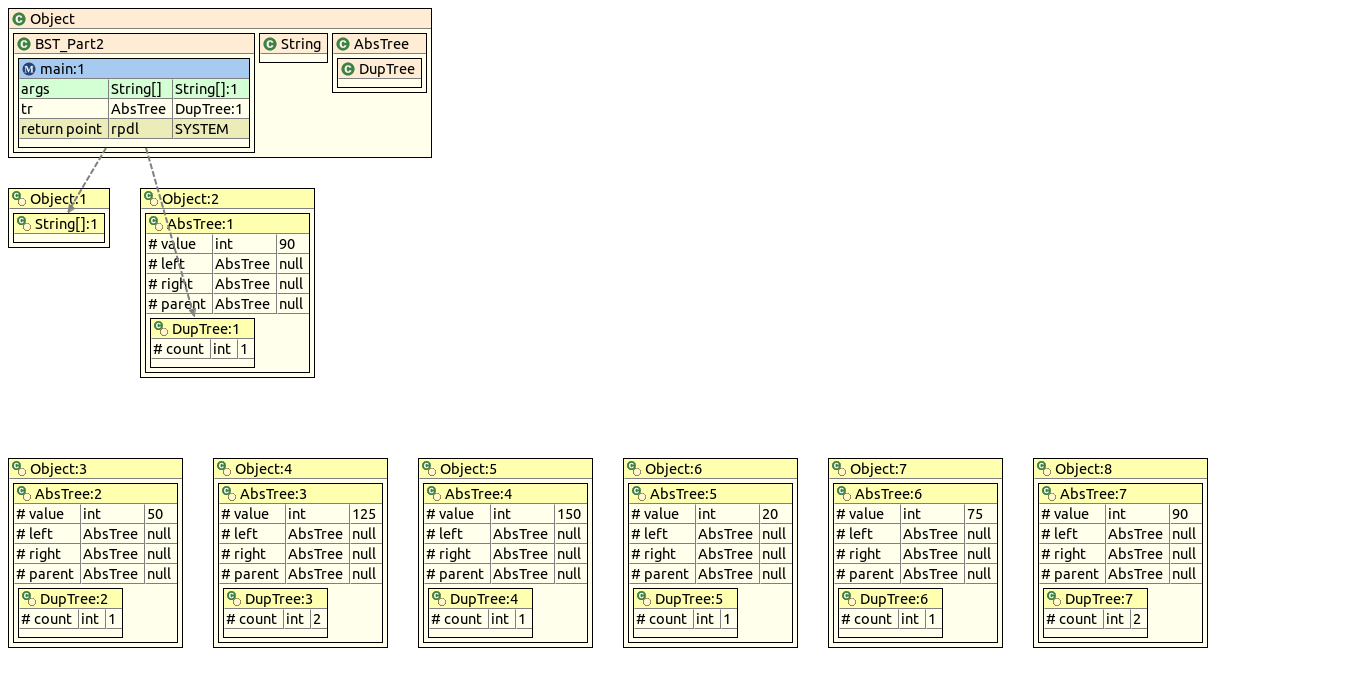 Object
BST_Part2 String AbsTree
main:1 DupTree
args String[] String[]:1
tr AbsTree DupTree:1
return point rpdl SYSTEM
Object:1 Object:2
String[]:1 AbsTree:1
# value int 90
# left AbsTree null
# right AbsTree null
# parent AbsTree null
DupTree:1
# count int 1
Object:3 Object:4 Object:5 Object:6 Object:7 Object:8
AbsTree:2 AbsTree:3 AbsTree:4 AbsTree:5 AbsTree:6 AbsTree:7
# value int 50 # value int 125 # value int 150 # value int 20 # value int 75 # value int 90
# left AbsTree null # left AbsTree null # left AbsTree null # left AbsTree null # left AbsTree null # left AbsTree null
# right AbsTree null # right AbsTree null # right AbsTree null # right AbsTree null # right AbsTree null # right AbsTree null
# parent AbsTree null # parent AbsTree null # parent AbsTree null # parent AbsTree null # parent AbsTree null # parent AbsTree null
DupTree:2 DupTree:3 DupTree:4 DupTree:5 DupTree:6 DupTree:7
# count int 1 # count int 2 # count int 1 # count int 1 # count int 1 # count int 2